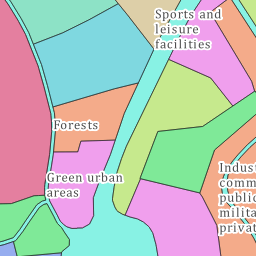 Sports and
leisure
facilities
Forests
Green urban
areas
Indust
comm
public
milita
privat